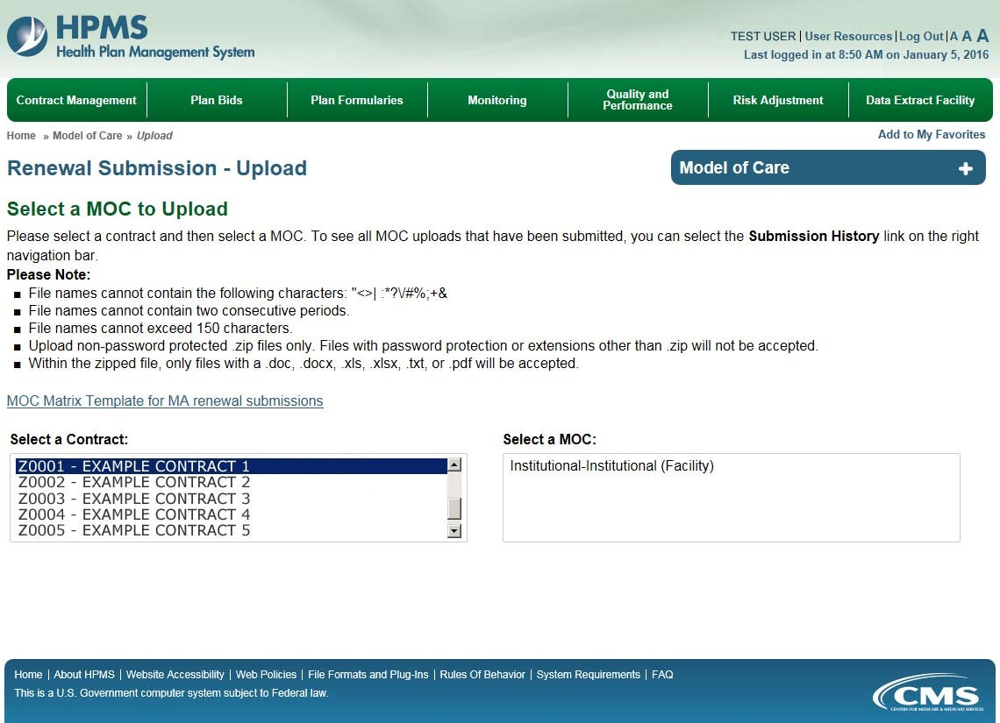 HPMS
Health Plan Management System
TEST USER | User Resources | Log Out | A A A
Last logged in at 8:50 AM on January 5, 2016
Contract Management
Plan Bids
Plan Formularies
Monitoring
Quality and
Performance
Risk Adjustment
Data Extract Facility
Home » Model of Care » Upload
Add to My Favorites
Renewal Submission - Upload
Model of Care +
Select a MOC to Upload
Please select a contract and then select a MOC. To see all MOC uploads that have been submitted, you can select the Submission History link on the right
navigation bar.
Please Note:
■ File names cannot contain the following characters: "<>| :*?\/#%;+&
■ File names cannot contain two consecutive periods.
■ File names cannot exceed 150 characters.
■ Upload non-password protected .zip files only. Files with password protection or extensions other than .zip will not be accepted.
■ Within the zipped file, only files with a .doc, .docx, .xls, .xlsx, .txt, or .pdf will be accepted.
MOC Matrix Template for MA renewal submissions
Select a Contract:
Z0001 - EXAMPLE CONTRACT 1
Z0002 - EXAMPLE CONTRACT 2
Z0003 - EXAMPLE CONTRACT 3
Z0004 - EXAMPLE CONTRACT 4
Z0005 - EXAMPLE CONTRACT 5
Select a MOC:
Institutional-Institutional (Facility)
Home | About HPMS | Website Accessibility | Web Policies | File Formats and Plug-Ins | Rules Of Behavior | System Requirements | FAQ
This is a U.S. Government computer system subject to Federal law.
CMS
CENTERS FOR MEDICARE & MEDICAID SERVICES